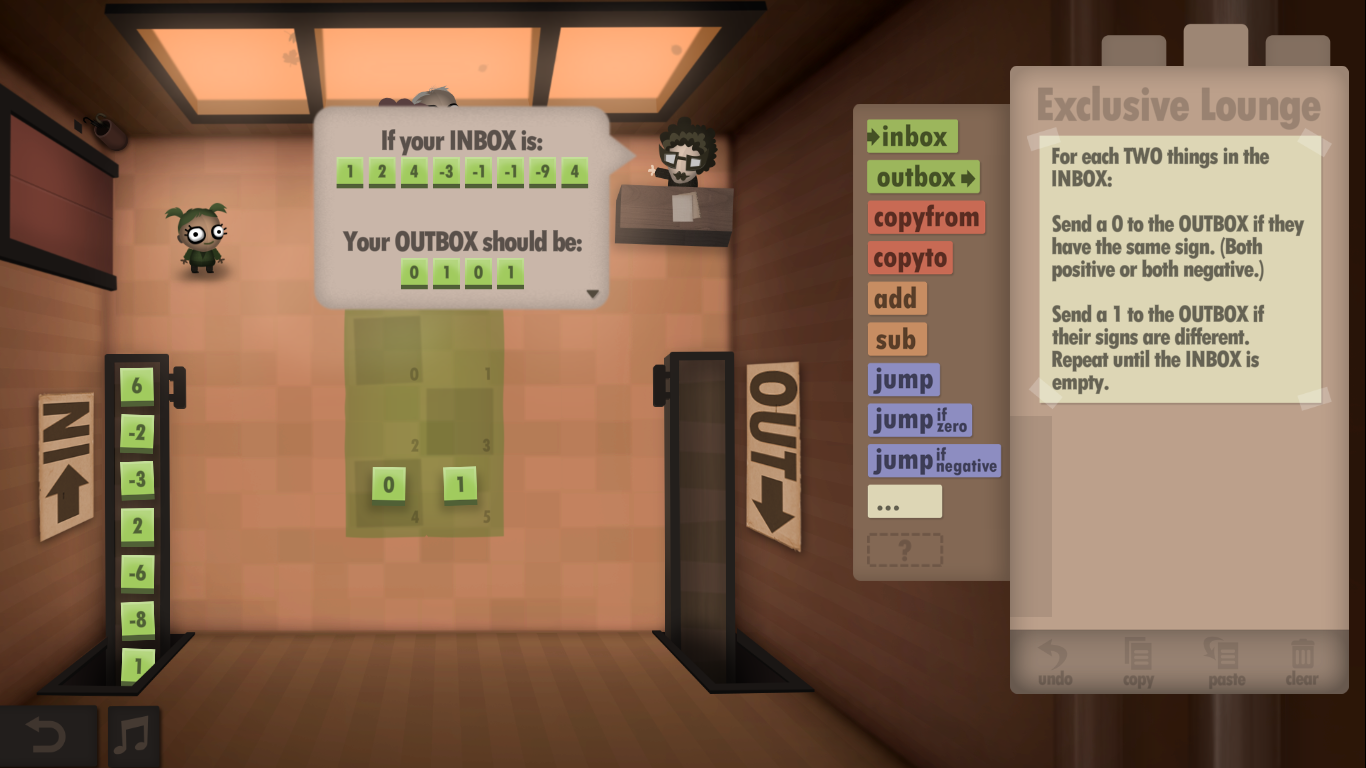 If your INBOX is:
1 2 4 -3 -1 -1 -9 4
Your OUTBOX should be:
0 1 0 1
IN
6
-2
-3
2
-6
-8
1
0 1
2 3
0 1
4 5
OUT
inbox
outbox
copyfrom
copyto
add
sub
jump
jump if zero
jump if negative
...
?
Exclusive Lounge
For each TWO things in the
INBOX:
Send a 0 to the OUTBOX if they
have the same sign. (Both
positive or both negative.)
Send a 1 to the OUTBOX if
their signs are different.
Repeat until the INBOX is
empty.
undo copy paste clear